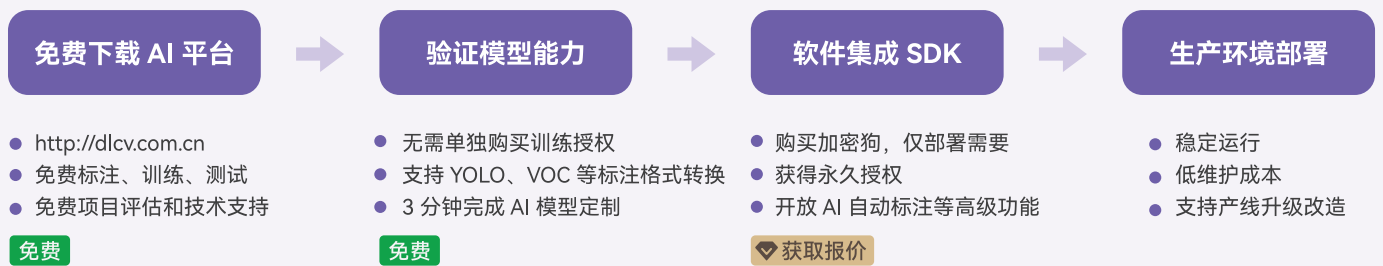 免费下载 AI 平台
http://dlcv.com.cn
免费标注、训练、测试
免费项目评估和技术支持
免费
验证模型能力
无需单独购买训练授权
支持 YOLO、VOC 等标注格式转换
3 分钟完成 AI 模型定制
免费
软件集成 SDK
购买加密狗，仅部署需要
获得永久授权
开放 AI 自动标注等高级功能
获取报价
生产环境部署
稳定运行
低维护成本
支持产线升级改造